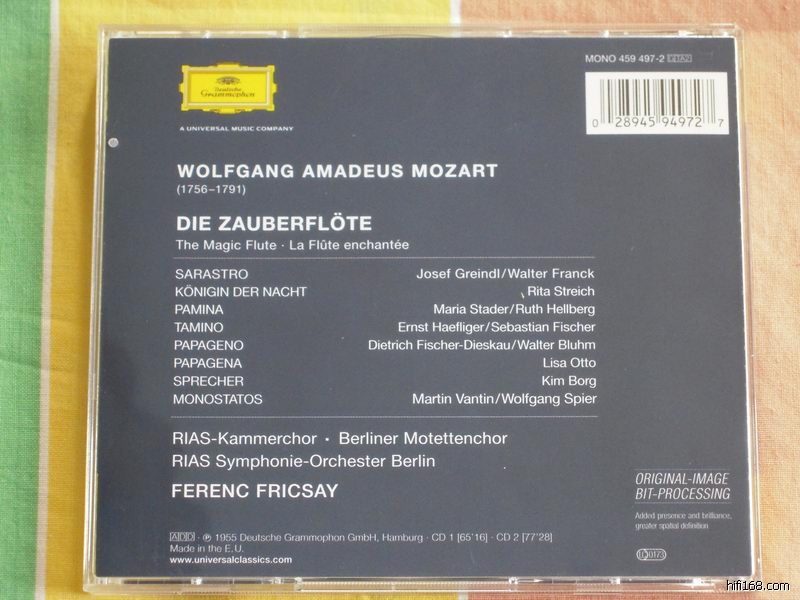 MONO 459 497-2 GTA2
Deutsche
Grammophon
A UNIVERSAL MUSIC COMPANY
0 28945 94972 7
WOLFGANG AMADEUS MOZART
(1756–1791)
DIE ZAUBERFLÖTE
The Magic Flute · La Flûte enchantée
SARASTRO Josef Greindl/Walter Franck
KÖNIGIN DER NACHT Rita Streich
PAMINA Maria Stader/Ruth Hellberg
TAMINO Ernst Haefliger/Sebastian Fischer
PAPAGENO Dietrich Fischer-Dieskau/Walter Bluhm
PAPAGENA Lisa Otto
SPRECHER Kim Borg
MONOSTATOS Martin Vantin/Wolfgang Spier
RIAS-Kammerchor · Berliner Motettenchor
RIAS Symphonie-Orchester Berlin
FERENC FRICSAY
ORIGINAL-IMAGE
BIT-PROCESSING
Added presence and brilliance,
greater spatial definition
ADD · ℗ 1955 Deutsche Grammophon GmbH, Hamburg · CD 1 [65'16] · CD 2 [77'28]
Made in the E.U.
www.universalclassics.com
LC 0173
hifi168.com